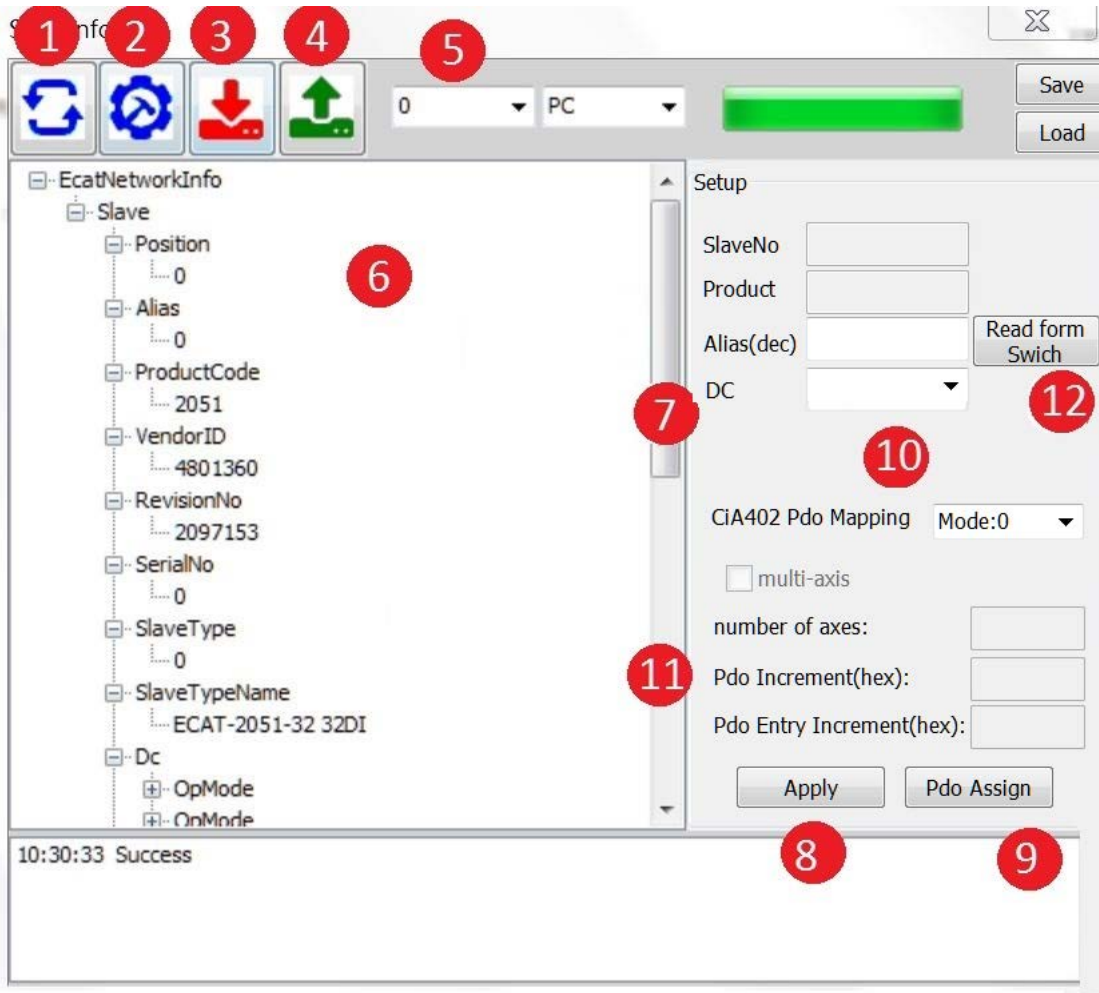 1 2 3 4 5
0 PC
Save
Load
EcatNetworkInfo
Slave
Position
0
Alias
0
ProductCode
2051
VendorID
4801360
RevisionNo
2097153
SerialNo
0
SlaveType
0
SlaveTypeName
ECAT-2051-32 32DI
Dc
OpMode
OpMode
6
7
11
Setup
SlaveNo
Product
Alias(dec)
Read form
Swich
DC
12
10
CiA402 Pdo Mapping Mode:0
multi-axis
number of axes:
Pdo Increment(hex):
Pdo Entry Increment(hex):
Apply Pdo Assign
8 9
10:30:33 Success